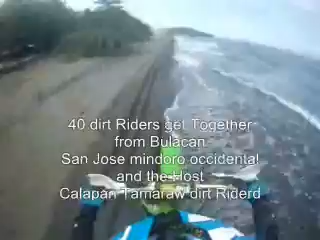 40 dirt Riders get Together
from Bulacan
San Jose mindoro occidental
and the Host
Calapan Tamaraw dirt Riderd